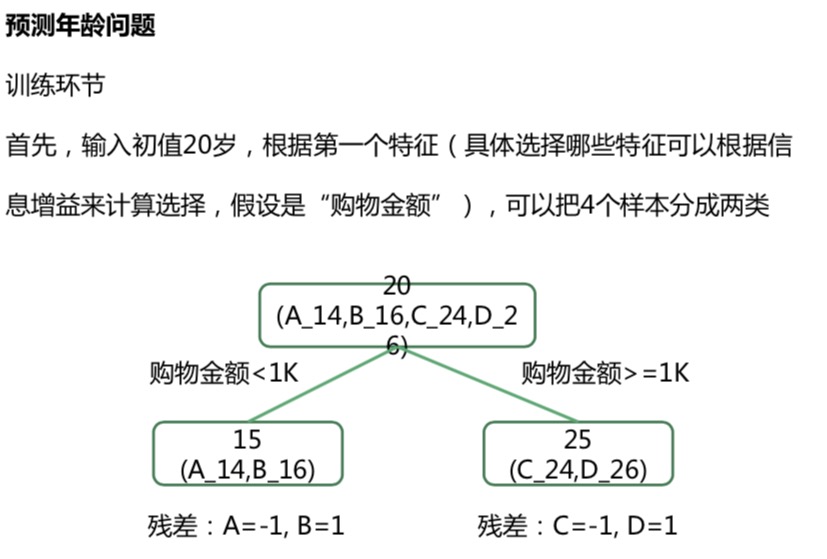 预测年龄问题
训练环节
首先，输入初值20岁，根据第一个特征（具体选择哪些特征可以根据信
息增益来计算选择，假设是“购物金额” ），可以把4个样本分成两类
20
(A_14,B_16,C_24,D_2
6)
购物金额<1K
购物金额>=1K
15
(A_14,B_16)
25
(C_24,D_26)
残差：A=-1, B=1
残差：C=-1, D=1